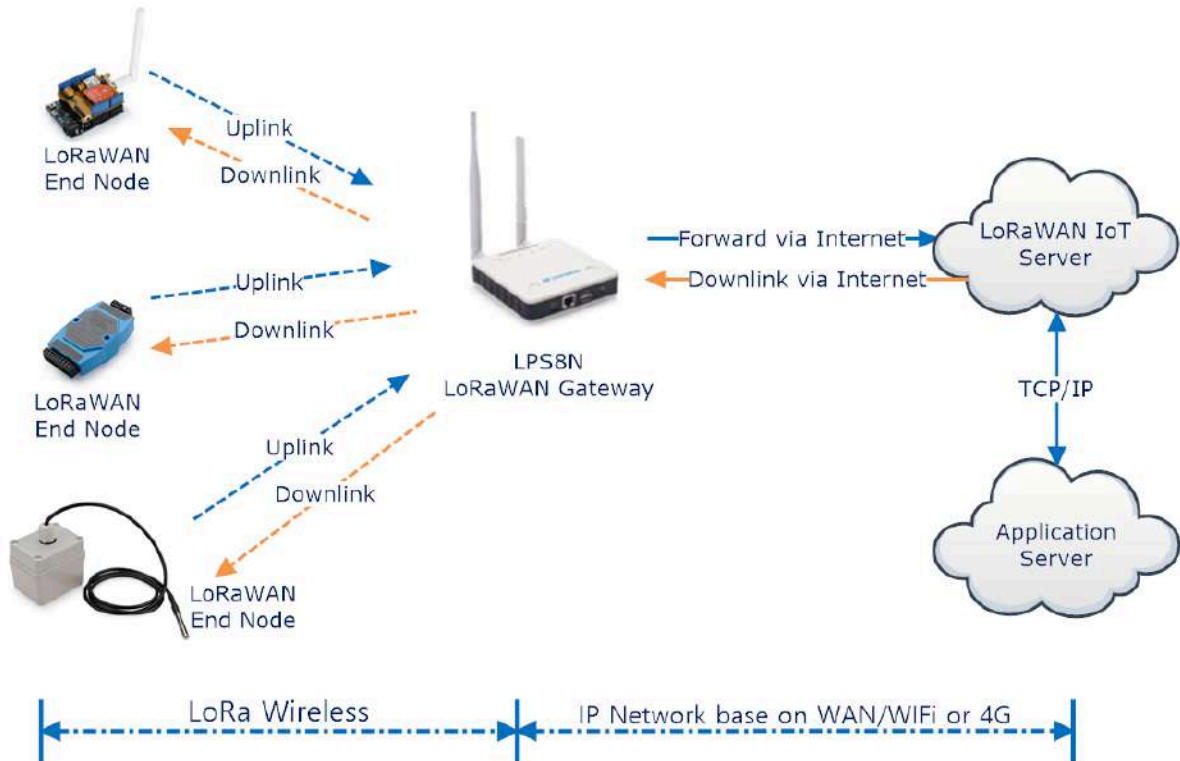 Uplink
Downlink
LoRaWAN
End Node
Uplink
Downlink
LoRaWAN
End Node
Uplink
Downlink
LoRaWAN
End Node
LPS8N
LoRaWAN Gateway
Forward via Internet
Downlink via Internet
LoRaWAN IoT
Server
TCP/IP
Application
Server
LoRa Wireless
IP Network base on WAN/WIFi or 4G